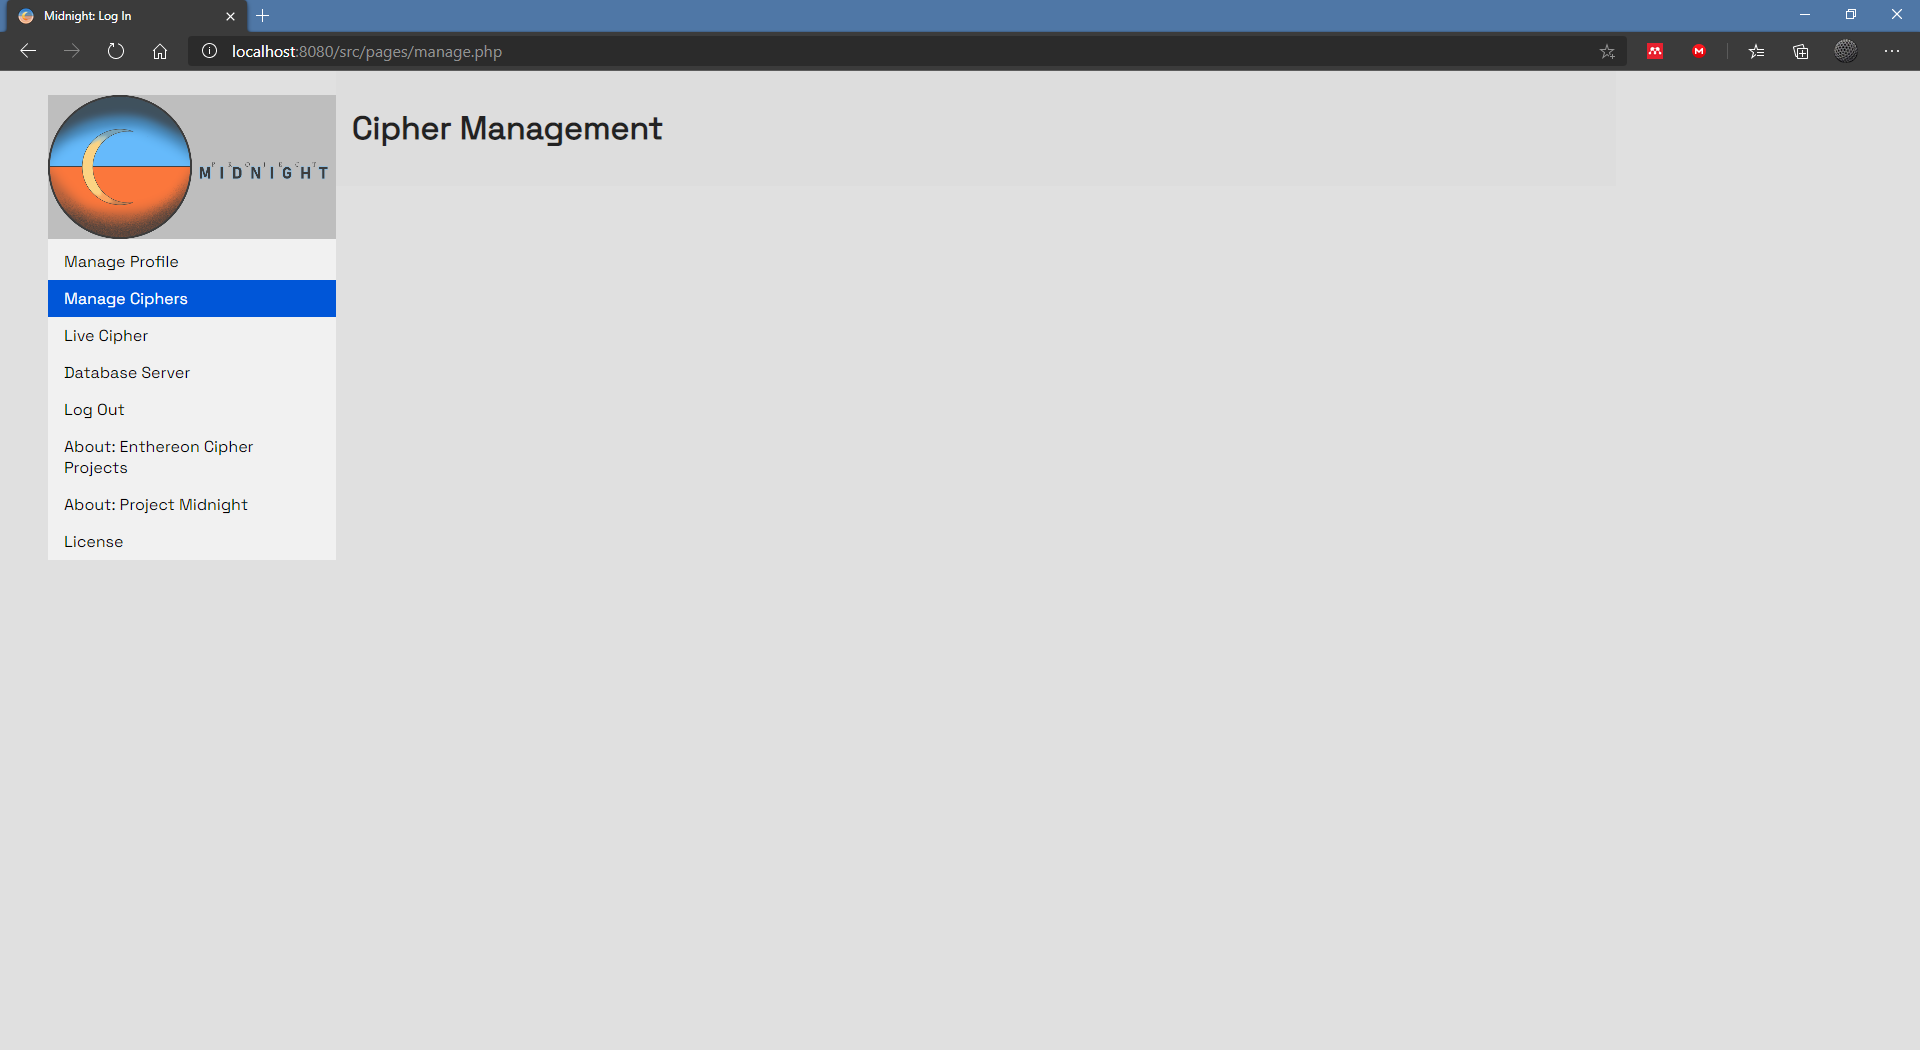 Midnight: Log In
localhost:8080/src/pages/manage.php
PROJECT
MIDNIGHT
Cipher Management
Manage Profile
Manage Ciphers
Live Cipher
Database Server
Log Out
About: Enthereon Cipher
Projects
About: Project Midnight
License